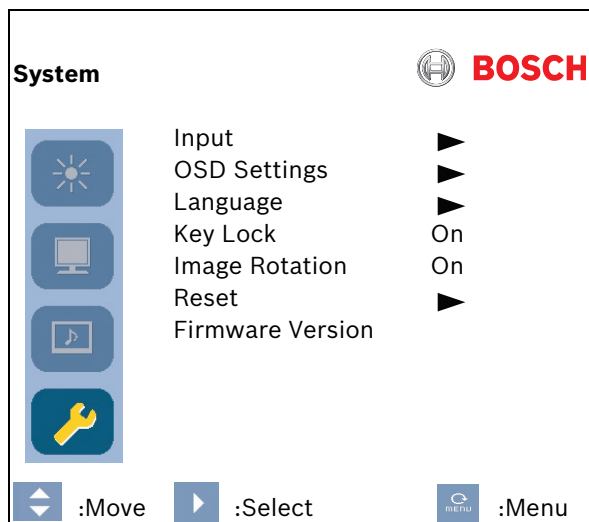 System
BOSCH
Input
OSD Settings
Language
Key Lock On
Image Rotation On
Reset
Firmware Version
:Move :Select MENU :Menu